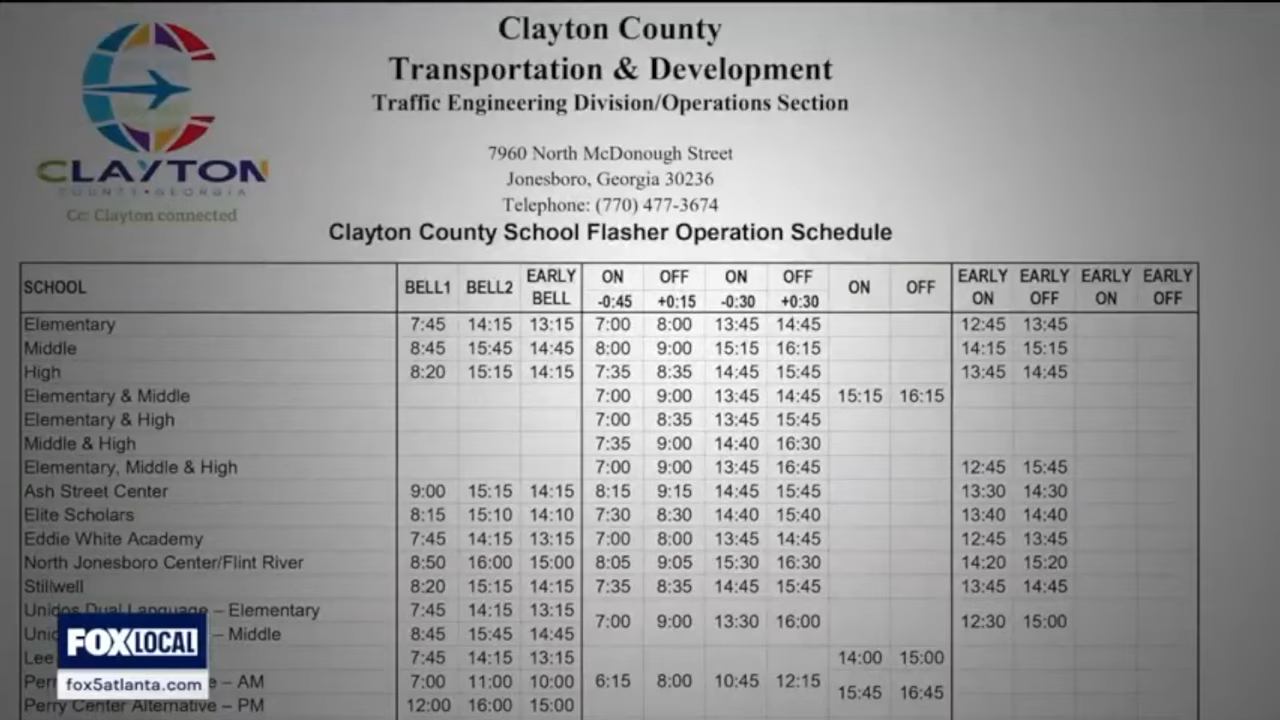 Clayton County
Transportation & Development
Traffic Engineering Division/Operations Section
CLAYTON
COUNTY • GEORGIA
Cc: Clayton connected
7960 North McDonough Street
Jonesboro, Georgia 30236
Telephone: (770) 477-3674
Clayton County School Flasher Operation Schedule
SCHOOL BELL1 BELL2 EARLY BELL ON -0:45 OFF +0:15 ON -0:30 OFF +0:30 ON OFF EARLY ON EARLY OFF EARLY ON EARLY OFF
Elementary 7:45 14:15 13:15 7:00 8:00 13:45 14:45 12:45 13:45
Middle 8:45 15:45 14:45 8:00 9:00 15:15 16:15 14:15 15:15
High 8:20 15:15 14:15 7:35 8:35 14:45 15:45 13:45 14:45
Elementary & Middle 7:00 9:00 13:45 14:45 15:15 16:15
Elementary & High 7:00 8:35 13:45 15:45
Middle & High 7:35 9:00 14:40 16:30
Elementary, Middle & High 7:00 9:00 13:45 16:45 12:45 15:45
Ash Street Center 9:00 15:15 14:15 8:15 9:15 14:45 15:45 13:30 14:30
Elite Scholars 8:15 15:10 14:10 7:30 8:30 14:40 15:40 13:40 14:40
Eddie White Academy 7:45 14:15 13:15 7:00 8:00 13:45 14:45 12:45 13:45
North Jonesboro Center/Flint River 8:50 16:00 15:00 8:05 9:05 15:30 16:30 14:20 15:20
Stillwell 8:20 15:15 14:15 7:35 8:35 14:45 15:45 13:45 14:45
Unidos Dual Language – Elementary 7:45 14:15 13:15
7:00 9:00 13:30 16:00 12:30 15:00
– Middle 8:45 15:45 14:45
Lee 7:45 14:15 13:15 14:00 15:00
– AM 7:00 11:00 10:00 6:15 8:00 10:45 12:15
15:45 16:45
Perry Center Alternative – PM 12:00 16:00 15:00
FOX LOCAL
fox5atlanta.com